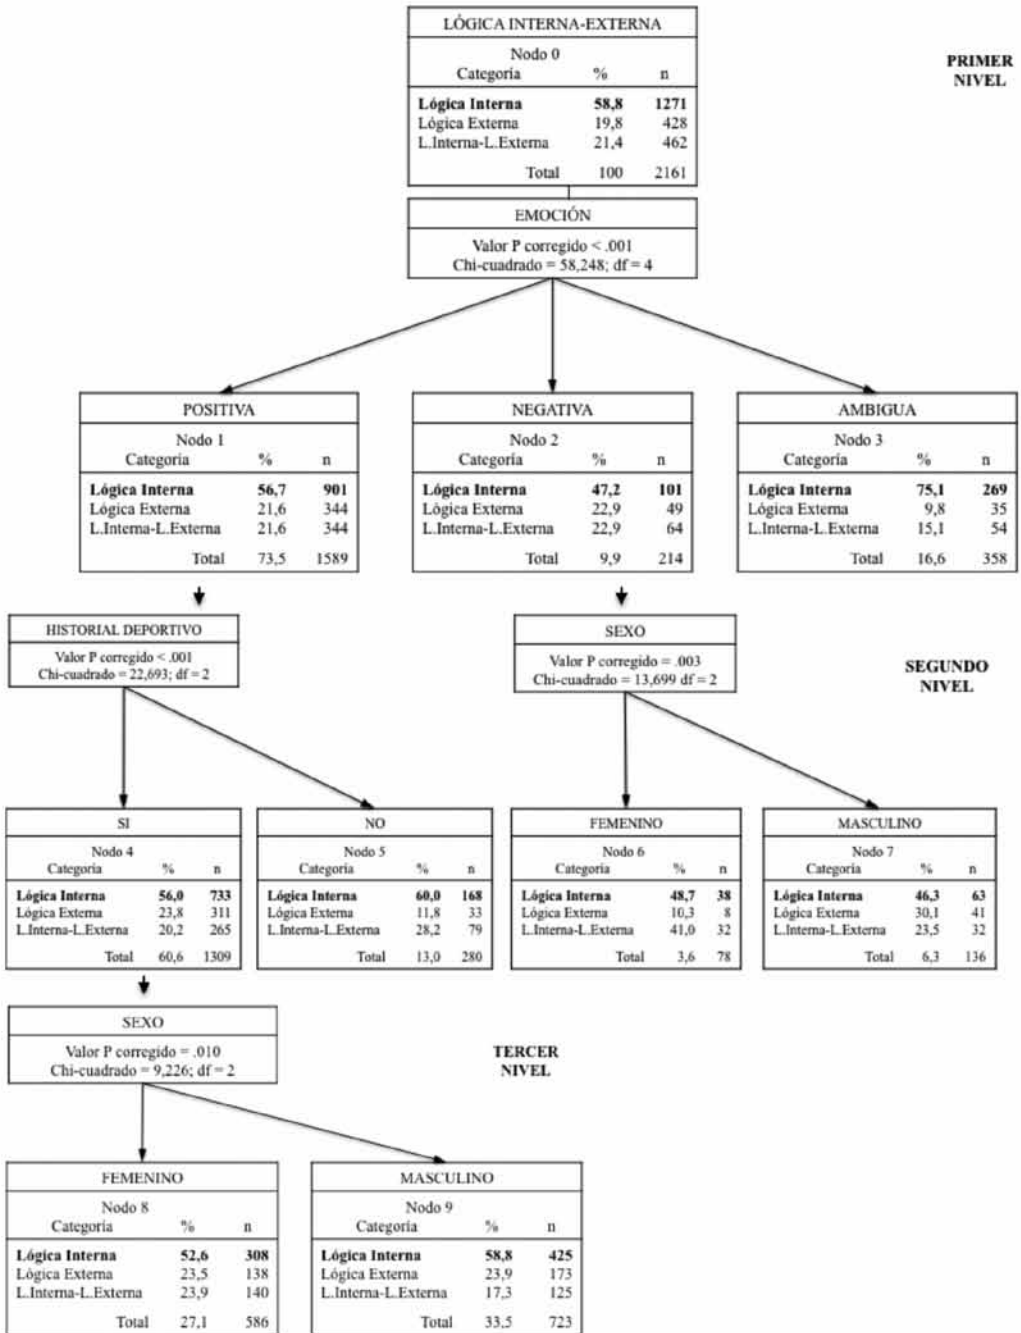 LÓGICA INTERNA-EXTERNA
Nodo 0
Categoría % n
Lógica Interna 58,8 1271
Lógica Externa 19,8 428
L.Interna-L.Externa 21,4 462
Total 100 2161
PRIMER
NIVEL
EMOCIÓN
Valor P corregido < .001
Chi-cuadrado = 58,248; df = 4
POSITIVA
Nodo 1
Categoría % n
Lógica Interna 56,7 901
Lógica Externa 21,6 344
L.Interna-L.Externa 21,6 344
Total 73,5 1589
NEGATIVA
Nodo 2
Categoría % n
Lógica Interna 47,2 101
Lógica Externa 22,9 49
L.Interna-L.Externa 22,9 64
Total 9,9 214
AMBIGUA
Nodo 3
Categoría % n
Lógica Interna 75,1 269
Lógica Externa 9,8 35
L.Interna-L.Externa 15,1 54
Total 16,6 358
HISTORIAL DEPORTIVO
Valor P corregido < .001
Chi-cuadrado = 22,693; df = 2
SEXO
Valor P corregido = .003
Chi-cuadrado = 13,699 df = 2
SEGUNDO
NIVEL
SI
Nodo 4
Categoría % n
Lógica Interna 56,0 733
Lógica Externa 23,8 311
L.Interna-L.Externa 20,2 265
Total 60,6 1309
NO
Nodo 5
Categoría % n
Lógica Interna 60,0 168
Lógica Externa 11,8 33
L.Interna-L.Externa 28,2 79
Total 13,0 280
FEMENINO
Nodo 6
Categoría % n
Lógica Interna 48,7 38
Lógica Externa 10,3 8
L.Interna-L.Externa 41,0 32
Total 3,6 78
MASCULINO
Nodo 7
Categoría % n
Lógica Interna 46,3 63
Lógica Externa 30,1 41
L.Interna-L.Externa 23,5 32
Total 6,3 136
SEXO
Valor P corregido = .010
Chi-cuadrado = 9,226; df = 2
TERCER
NIVEL
FEMENINO
Nodo 8
Categoría % n
Lógica Interna 52,6 308
Lógica Externa 23,5 138
L.Interna-L.Externa 23,9 140
Total 27,1 586
MASCULINO
Nodo 9
Categoría % n
Lógica Interna 58,8 425
Lógica Externa 23,9 173
L.Interna-L.Externa 17,3 125
Total 33,5 723